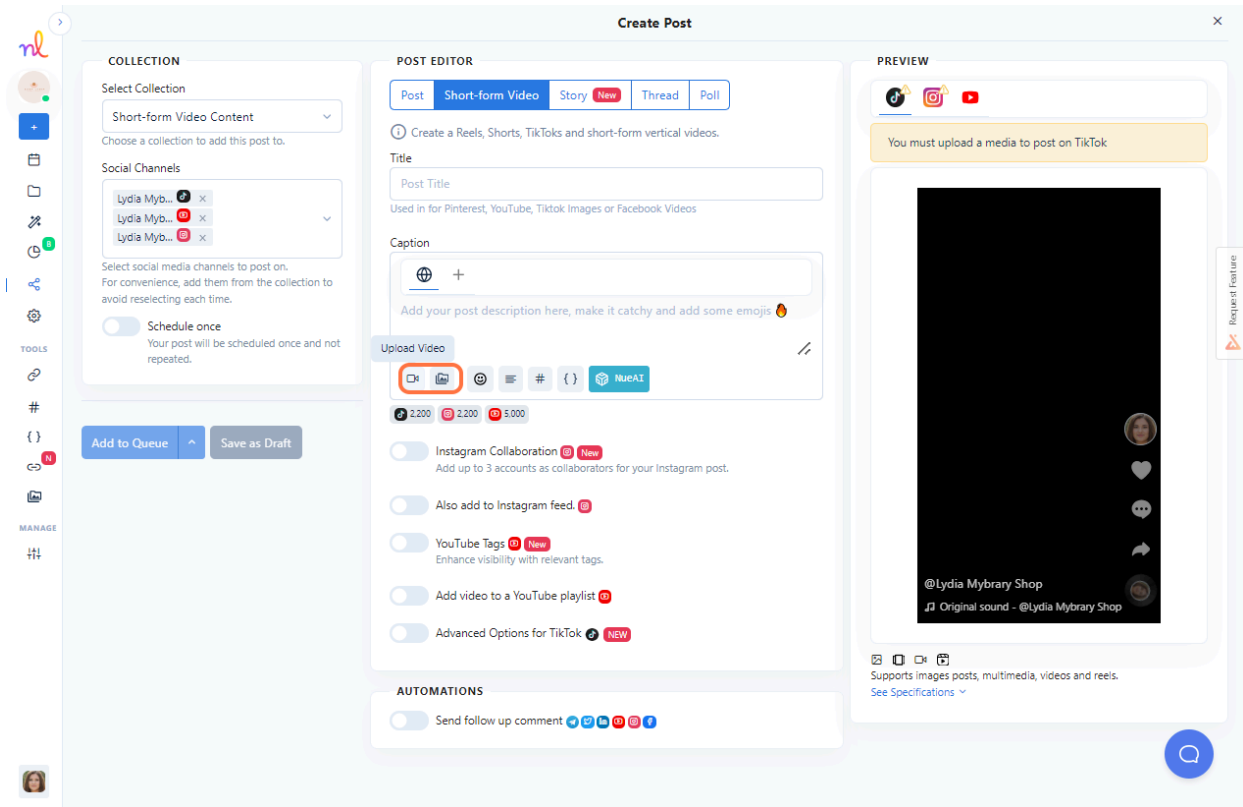 Create Post
nl
COLLECTION
Select Collection
Short-form Video Content
Choose a collection to add this post to.
Social Channels
Lydia Myb...
Lydia Myb...
Lydia Myb...
Select social media channels to post on.
For convenience, add them from the collection to
avoid reselecting each time.
Schedule once
Your post will be scheduled once and not
repeated.
Add to Queue
Save as Draft
B
TOOLS
#
{ }
N
MANAGE
POST EDITOR
Post
Short-form Video
Story New
Thread
Poll
Create a Reels, Shorts, TikToks and short-form vertical videos.
Title
Post Title
Used in for Pinterest, YouTube, Tiktok Images or Facebook Videos
Caption
Add your post description here, make it catchy and add some emojis 🔥
Upload Video
# { } NueAI
2,200 2,200 5,000
Instagram Collaboration New
Add up to 3 accounts as collaborators for your Instagram post.
Also add to Instagram feed.
YouTube Tags New
Enhance visibility with relevant tags.
Add video to a YouTube playlist
Advanced Options for TikTok NEW
AUTOMATIONS
Send follow up comment
PREVIEW
You must upload a media to post on TikTok
@Lydia Mybrary Shop
Original sound - @Lydia Mybrary Shop
Supports images posts, multimedia, videos and reels.
See Specifications
Request Feature